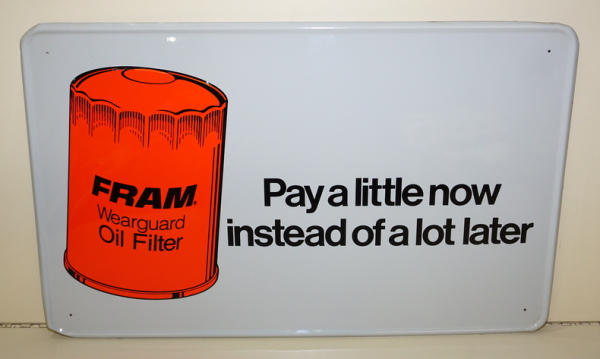 FRAM
Wearguard
Oil Filter
Pay a little now
instead of a lot later